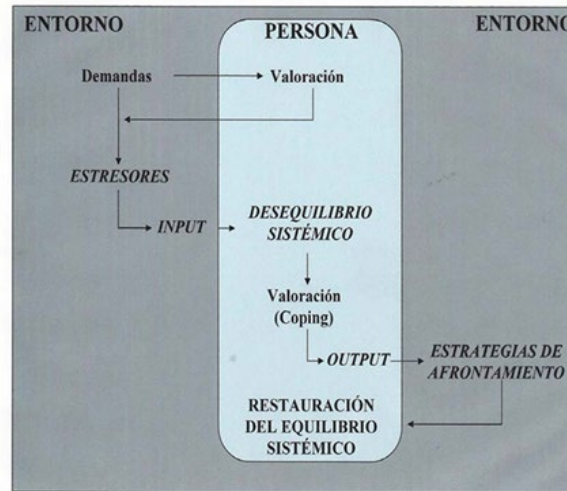 ENTORNO
PERSONA
ENTORNO
Demandas
Valoración
ESTRESORES
INPUT
DESEQUILIBRIO
SISTÉMICO
Valoración
(Coping)
OUTPUT
ESTRATEGIAS DE
AFRONTAMIENTO
RESTAURACIÓN
DEL EQUILIBRIO
SISTÉMICO